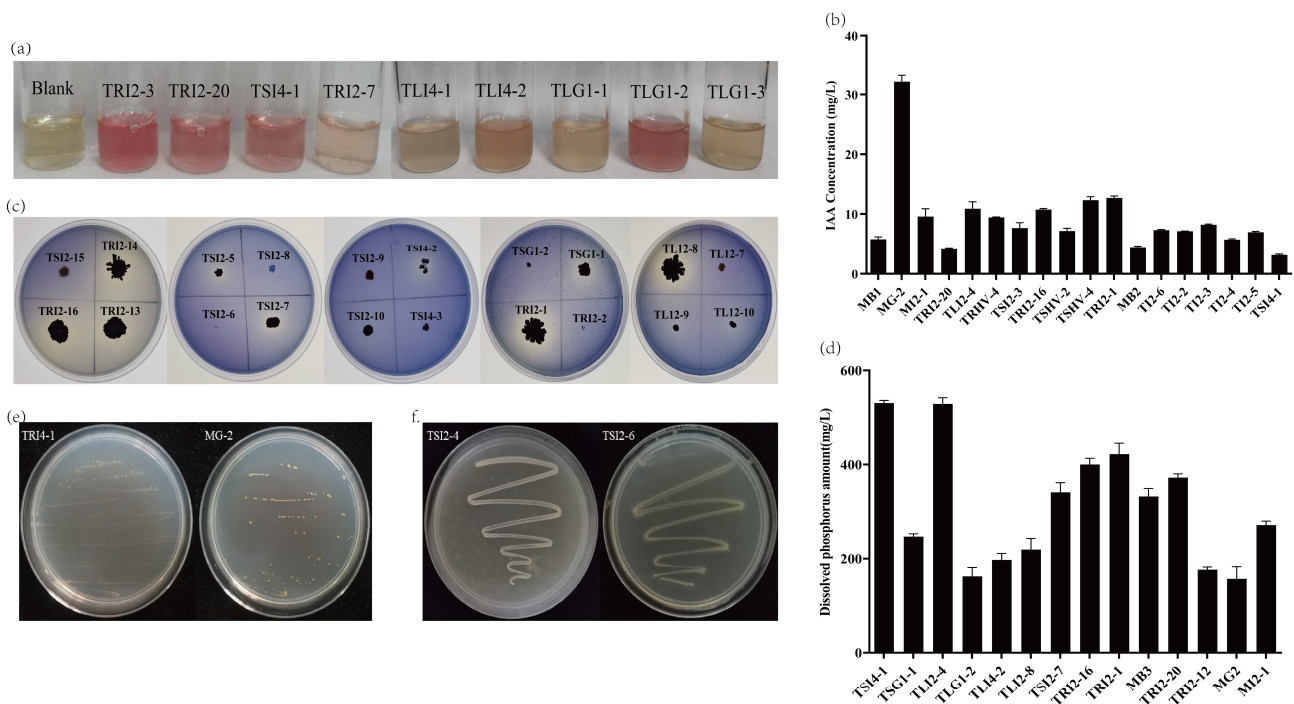 (a)
Blank TRI2-3 TRI2-20 TSI4-1 TRI2-7 TLI4-1 TLI4-2 TLG1-1 TLG1-2 TLG1-3
(b)
IAA Concentration (mg/L)
40
30
20
10
0
MB1 MG-2 MI2-1 TRI2-20 TLI2-4 TRHV-4 TSI2-3 TRI2-16 TSHV-2 TSHV-4 TRI2-1 MB2 TI2-6 TI2-2 TI2-3 TI2-4 TI2-5 TSI4-1
(c)
TSI2-15 TRI2-14
TRI2-16 TRI2-13
TSI2-5 TSI2-8
TSI2-6 TSI2-7
TSI2-9 TSI4-2
TSI2-10 TSI4-3
TSG1-2 TSG1-1
TRI2-1 TRI2-2
TL12-8 TL12-7
TL12-9 TL12-10
(d)
Dissolved phosphorus amount(mg/L)
600
400
200
0
TSI4-1 TSG1-1 TLI2-4 TLG1-2 TLI4-2 TLI2-8 TSI2-7 TRI2-16 TRI2-1 MB3 TRI2-20 TRI2-12 MG2 MI2-1
(e)
TRI4-1 MG-2
f.
TSI2-4 TSI2-6